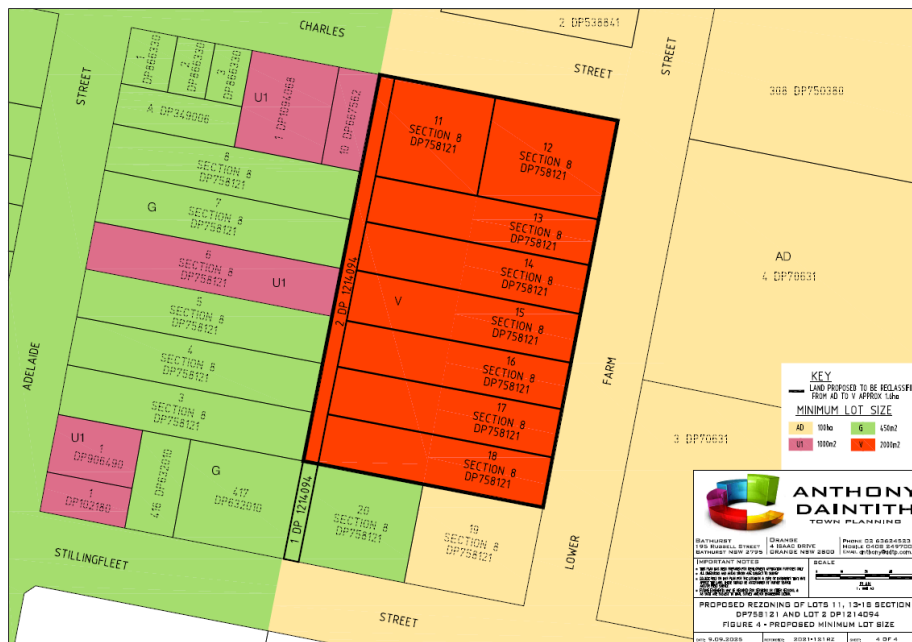 CHARLES
STREET
2 DP538841
STREET
STREET
308 DP750380
1
DP866330
2
DP866330
3
DP866330
U1
1 DP1094068
10 DP667562
A DP349006
11
SECTION 8
DP758121
12
SECTION 8
DP758121
8
SECTION 8
DP758121
7
SECTION 8
DP758121
G
6
SECTION 8
DP758121
U1
13
SECTION 8
DP758121
14
SECTION 8
DP758121
AD
4 DP70631
2 DP 1214094
V
15
SECTION 8
DP758121
5
SECTION 8
DP758121
4
SECTION 8
DP758121
16
SECTION 8
DP758121
ADELAIDE
FARM
3
SECTION 8
DP758121
17
SECTION 8
DP758121
18
SECTION 8
DP758121
3 DP70631
U1
1
DP906490
1
DP102180
416 DP632010
G
417
DP632010
1 DP 1214094
20
SECTION 8
DP758121
19
SECTION 8
DP758121
LOWER
STILLINGFLEET
STREET
KEY
LAND PROPOSED TO BE RECLASSIFI
FROM AD TO V APPROX 1.6ha
MINIMUM LOT SIZE
AD 100ha G 450m2
U1 1000m2 V 2000m2
ANTHONY
DAINTITH
TOWN PLANNING
BATHURST
195 RUSSELL STREET
BATHURST NSW 2795
ORANGE
4 ISAAC DRIVE
ORANGE NSW 2800
IMPORTANT NOTES
SCALE
PROPOSED REZONING OF LOTS 11, 13-18 SECTION
DP758121 AND LOT 2 DP1214094
FIGURE 4 - PROPOSED MINIMUM LOT SIZE
DATE: 9.09.2025
4 OF 4